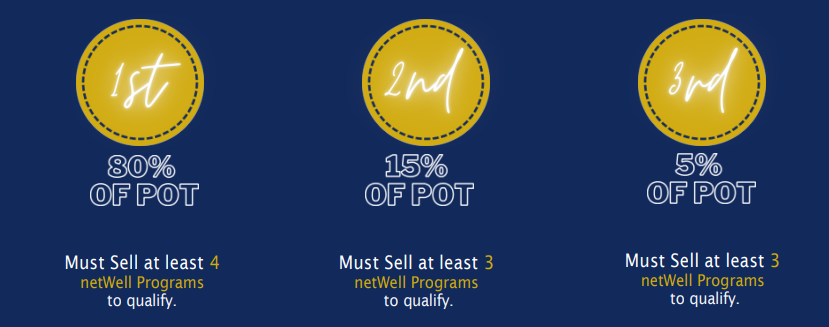 1st
80%
OF POT
Must Sell at least 4
netWell Programs
to qualify.
2nd
15%
OF POT
Must Sell at least 3
netWell Programs
to qualify.
3rd
5%
OF POT
Must Sell at least 3
netWell Programs
to qualify.